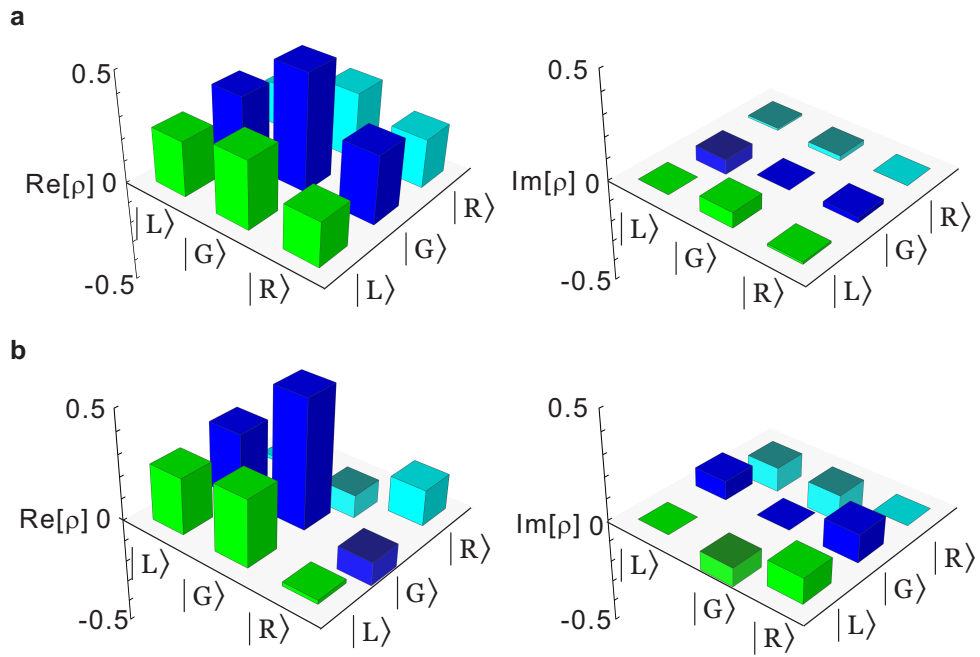 a
0.5 0.5
Re[ρ] 0 Im[ρ] 0
-0.5 -0.5
|L⟩ |G⟩ |R⟩ |L⟩ |G⟩ |R⟩
|L⟩ |G⟩ |R⟩ |L⟩ |G⟩ |R⟩
b
0.5 0.5
Re[ρ] 0 Im[ρ] 0
-0.5 -0.5
|L⟩ |G⟩ |R⟩ |L⟩ |G⟩ |R⟩
|L⟩ |G⟩ |R⟩ |L⟩ |G⟩ |R⟩